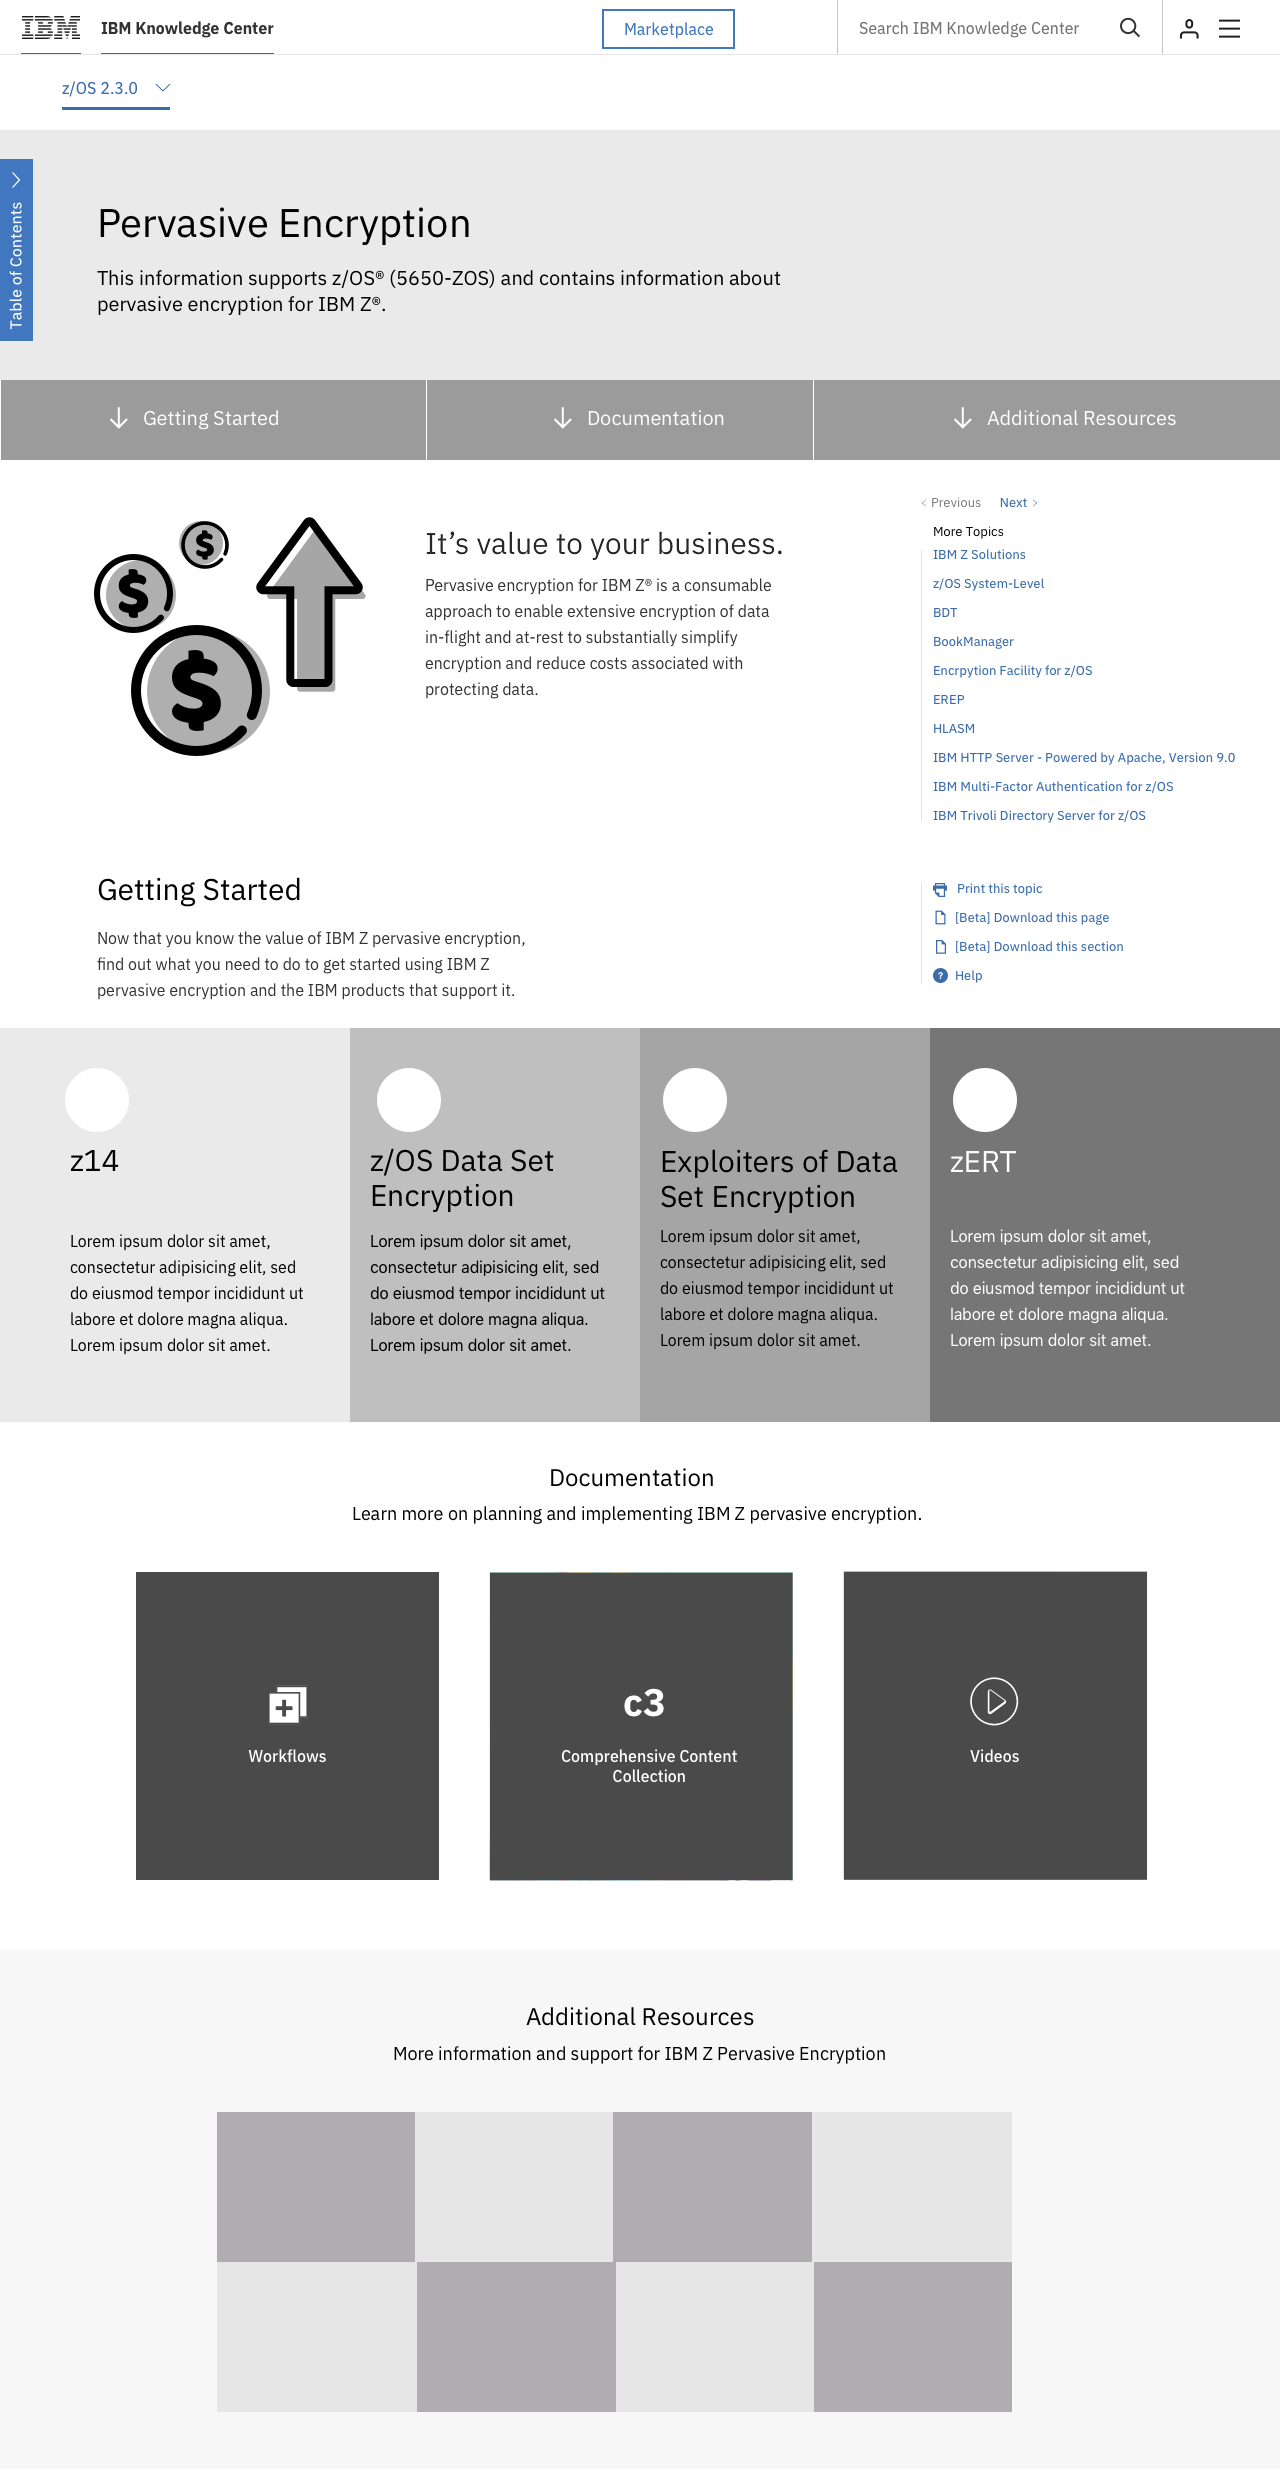 IBM
IBM Knowledge Center
Marketplace
Search IBM Knowledge Center
z/OS 2.3.0
Table of Contents
Pervasive Encryption
This information supports z/OS® (5650-ZOS) and contains information about
pervasive encryption for IBM Z®.
Getting Started
Documentation
Additional Resources
It's value to your business.
Pervasive encryption for IBM Z® is a consumable
approach to enable extensive encryption of data
in-flight and at-rest to substantially simplify
encryption and reduce costs associated with
protecting data.
< Previous Next >
More Topics
IBM Z Solutions
z/OS System-Level
BDT
BookManager
Encrpytion Facility for z/OS
EREP
HLASM
IBM HTTP Server - Powered by Apache, Version 9.0
IBM Multi-Factor Authentication for z/OS
IBM Trivoli Directory Server for z/OS
Getting Started
Now that you know the value of IBM Z pervasive encryption,
find out what you need to do to get started using IBM Z
pervasive encryption and the IBM products that support it.
Print this topic
[Beta] Download this page
[Beta] Download this section
Help
z14
Lorem ipsum dolor sit amet,
consectetur adipisicing elit, sed
do eiusmod tempor incididunt ut
labore et dolore magna aliqua.
Lorem ipsum dolor sit amet.
z/OS Data Set
Encryption
Lorem ipsum dolor sit amet,
consectetur adipisicing elit, sed
do eiusmod tempor incididunt ut
labore et dolore magna aliqua.
Lorem ipsum dolor sit amet.
Exploiters of Data
Set Encryption
Lorem ipsum dolor sit amet,
consectetur adipisicing elit, sed
do eiusmod tempor incididunt ut
labore et dolore magna aliqua.
Lorem ipsum dolor sit amet.
zERT
Lorem ipsum dolor sit amet,
consectetur adipisicing elit, sed
do eiusmod tempor incididunt ut
labore et dolore magna aliqua.
Lorem ipsum dolor sit amet.
Documentation
Learn more on planning and implementing IBM Z pervasive encryption.
Workflows
c3
Comprehensive Content
Collection
Videos
Additional Resources
More information and support for IBM Z Pervasive Encryption